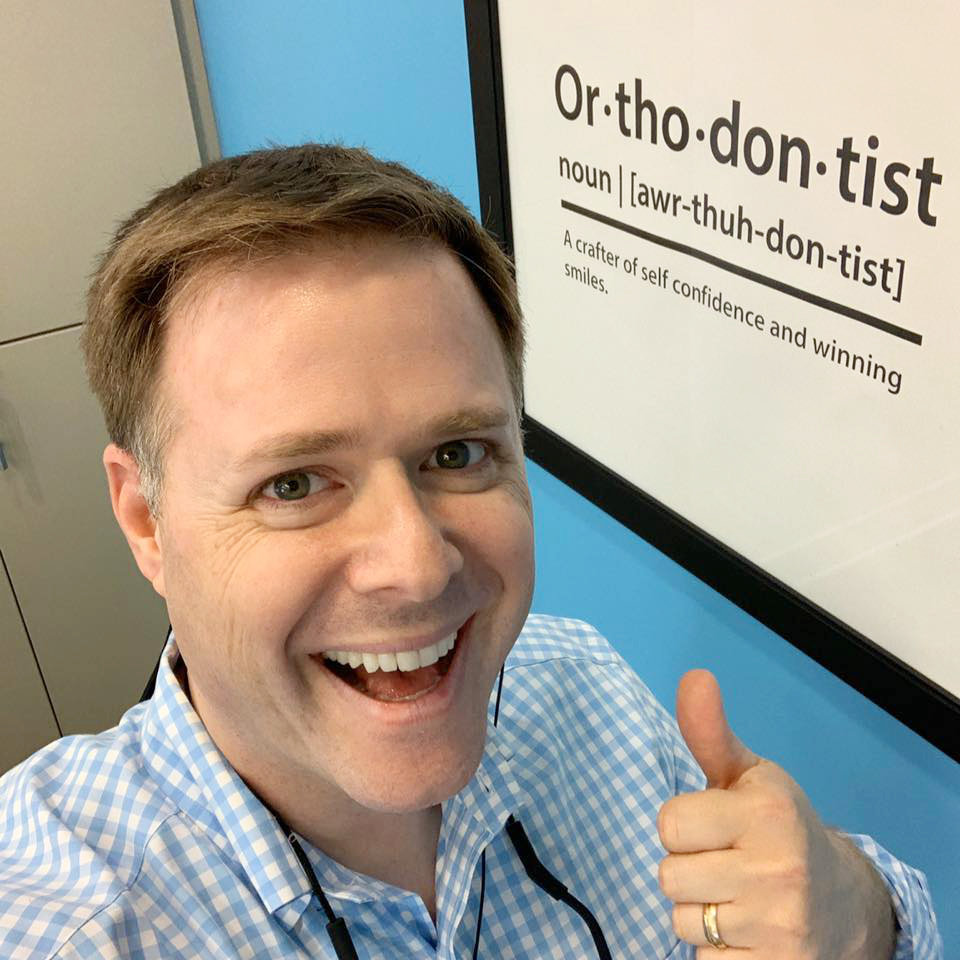 Or·tho·don·tist
noun | [awr-thuh-don-tist]
A crafter of self confidence and winning
smiles.